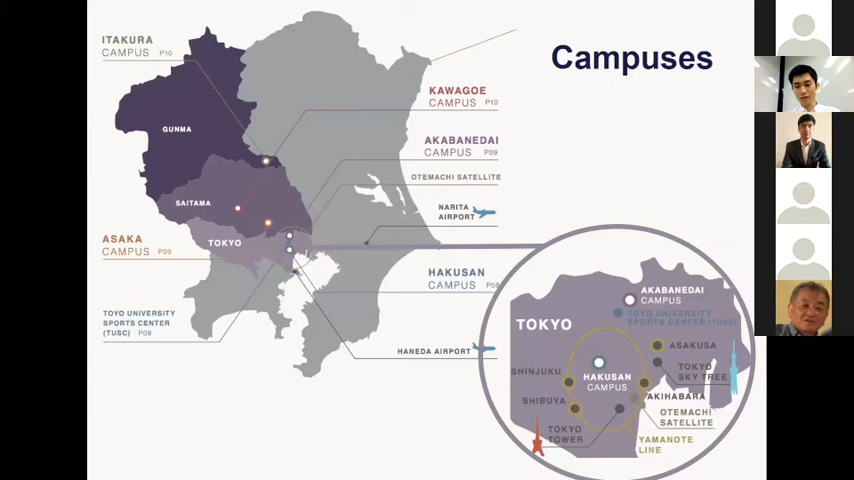 Campuses
ITAKURA
CAMPUS P10
KAWAGOE
CAMPUS P10
GUNMA
AKABANEDAI
CAMPUS P09
OTEMACHI SATELLITE
SAITAMA
NARITA
AIRPORT
TOKYO
ASAKA
CAMPUS P09
HAKUSAN
CAMPUS P08
TOYO UNIVERSITY
SPORTS CENTER
(TUSC) P08
HANEDA AIRPORT
AKABANEDAI
CAMPUS
TOYO UNIVERSITY
SPORTS CENTER (TUSC)
TOKYO
ASAKUSA
SHINJUKU
HAKUSAN
CAMPUS
TOKYO
SKY TREE
SHIBUYA
AKIHABARA
OTEMACHI
SATELLITE
TOKYO
TOWER
YAMANOTE
LINE